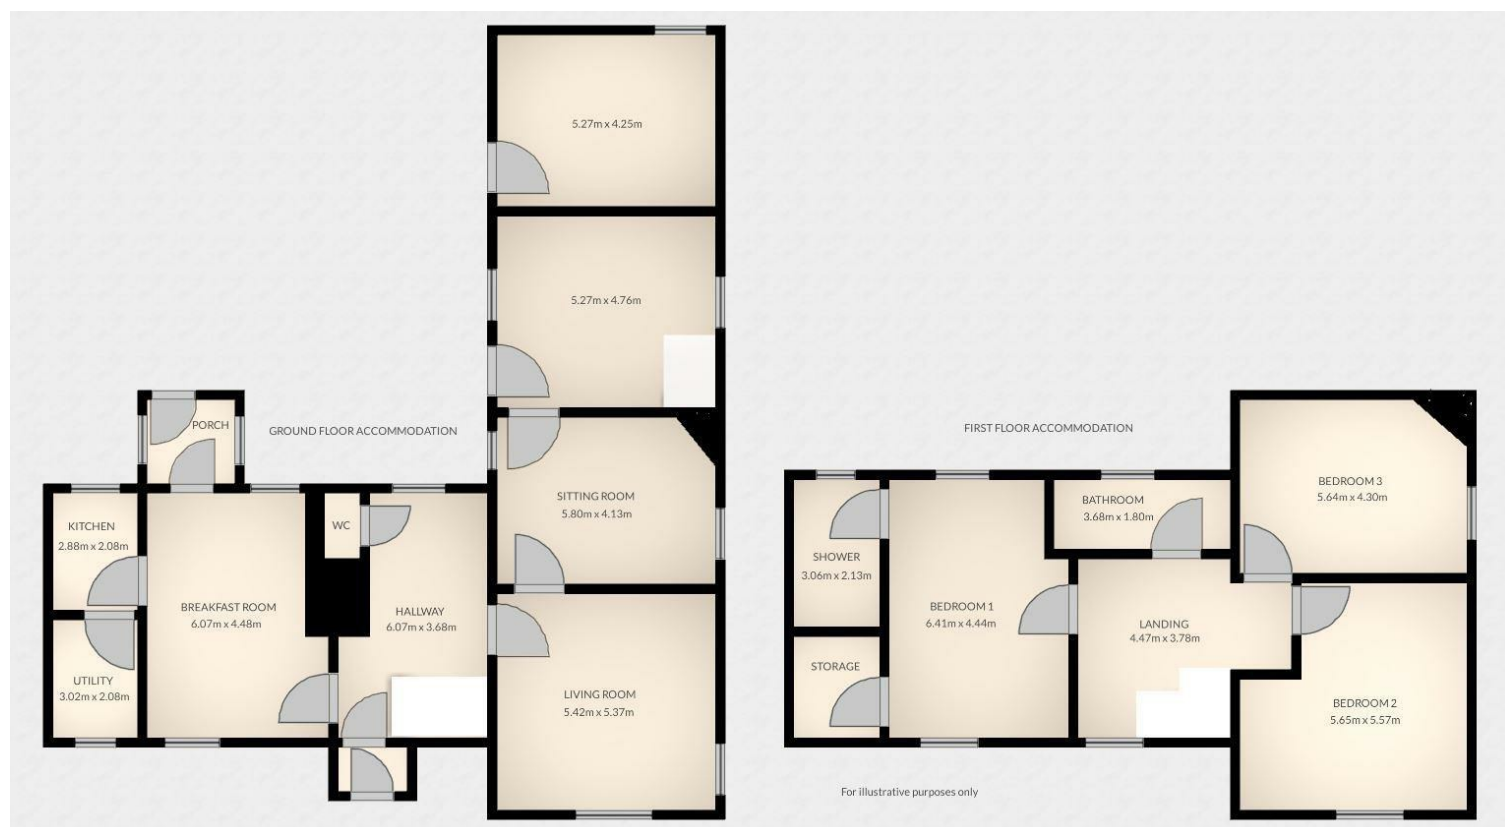 5.27m x 4.25m
5.27m x 4.76m
PORCH
GROUND FLOOR ACCOMMODATION
KITCHEN
2.88m x 2.08m
WC
SITTING ROOM
5.80m x 4.13m
BREAKFAST ROOM
6.07m x 4.48m
HALLWAY
6.07m x 3.68m
UTILITY
3.02m x 2.08m
LIVING ROOM
5.42m x 5.37m
FIRST FLOOR ACCOMMODATION
BEDROOM 3
5.64m x 4.30m
BATHROOM
3.68m x 1.80m
SHOWER
3.06m x 2.13m
BEDROOM 1
6.41m x 4.44m
LANDING
4.47m x 3.78m
STORAGE
BEDROOM 2
5.65m x 5.57m
For illustrative purposes only